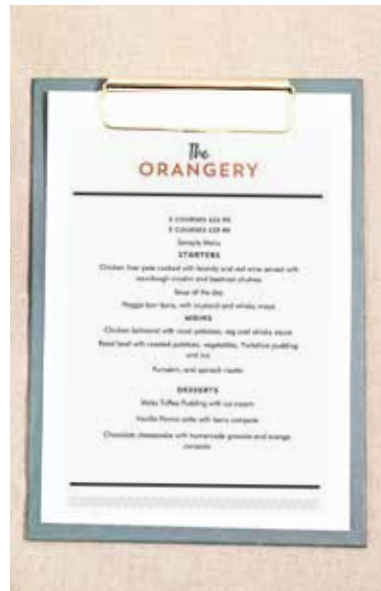 The
ORANGERY
2 COURSES
3 COURSES
Sample Menu
STARTERS
Chicken liver pate cooked with brandy and red wine served with
sourdough crostini and beetroot chutney
Soup of the day
Haggis bon bons, with mustard and whisky mayo
MAINS
Chicken balmoral with roast potatoes, veg and whisky sauce
Roast beef with roasted potatoes, vegetables, Yorkshire pudding
and
Pumpkin, and spinach risotto
DESSERTS
Sticky Toffee Pudding with ice cream
Vanilla Panna cotta with berry compote
Chocolate cheesecake with homemade granola and orange
compote